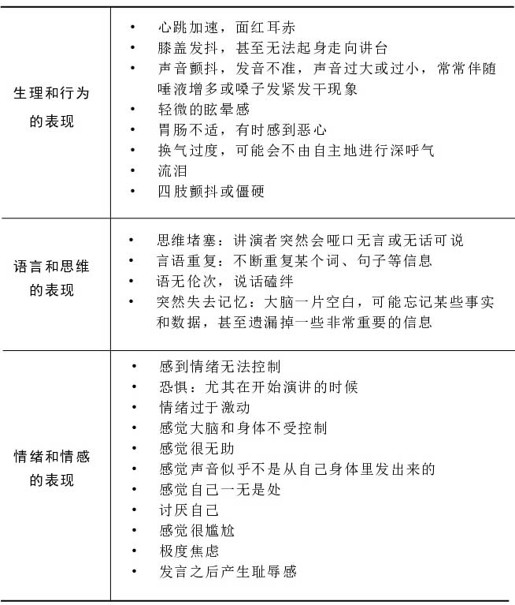 生理和行为
的表现
• 心跳加速，面红耳赤
• 膝盖发抖，甚至无法起身走向讲台
• 声音颤抖，发音不准，声音过大或过小，常常伴随
唾液增多或嗓子发紧发干现象
• 轻微的眩晕感
• 胃肠不适，有时感到恶心
• 换气过度，可能会不由自主地进行深呼气
• 流泪
• 四肢颤抖或僵硬
语言和思维
的表现
• 思维堵塞：讲演者突然会哑口无言或无话可说
• 言语重复：不断重复某个词、句子等信息
• 语无伦次，说话磕绊
• 突然失去记忆：大脑一片空白，可能忘记某些事实
和数据，甚至遗漏掉一些非常重要的信息
情绪和情感
的表现
• 感到情绪无法控制
• 恐惧：尤其在开始演讲的时候
• 情绪过于激动
• 感觉大脑和身体不受控制
• 感觉很无助
• 感觉声音似乎不是从自己身体里发出来的
• 感觉自己一无是处
• 讨厌自己
• 感觉很尴尬
• 极度焦虑
• 发言之后产生耻辱感